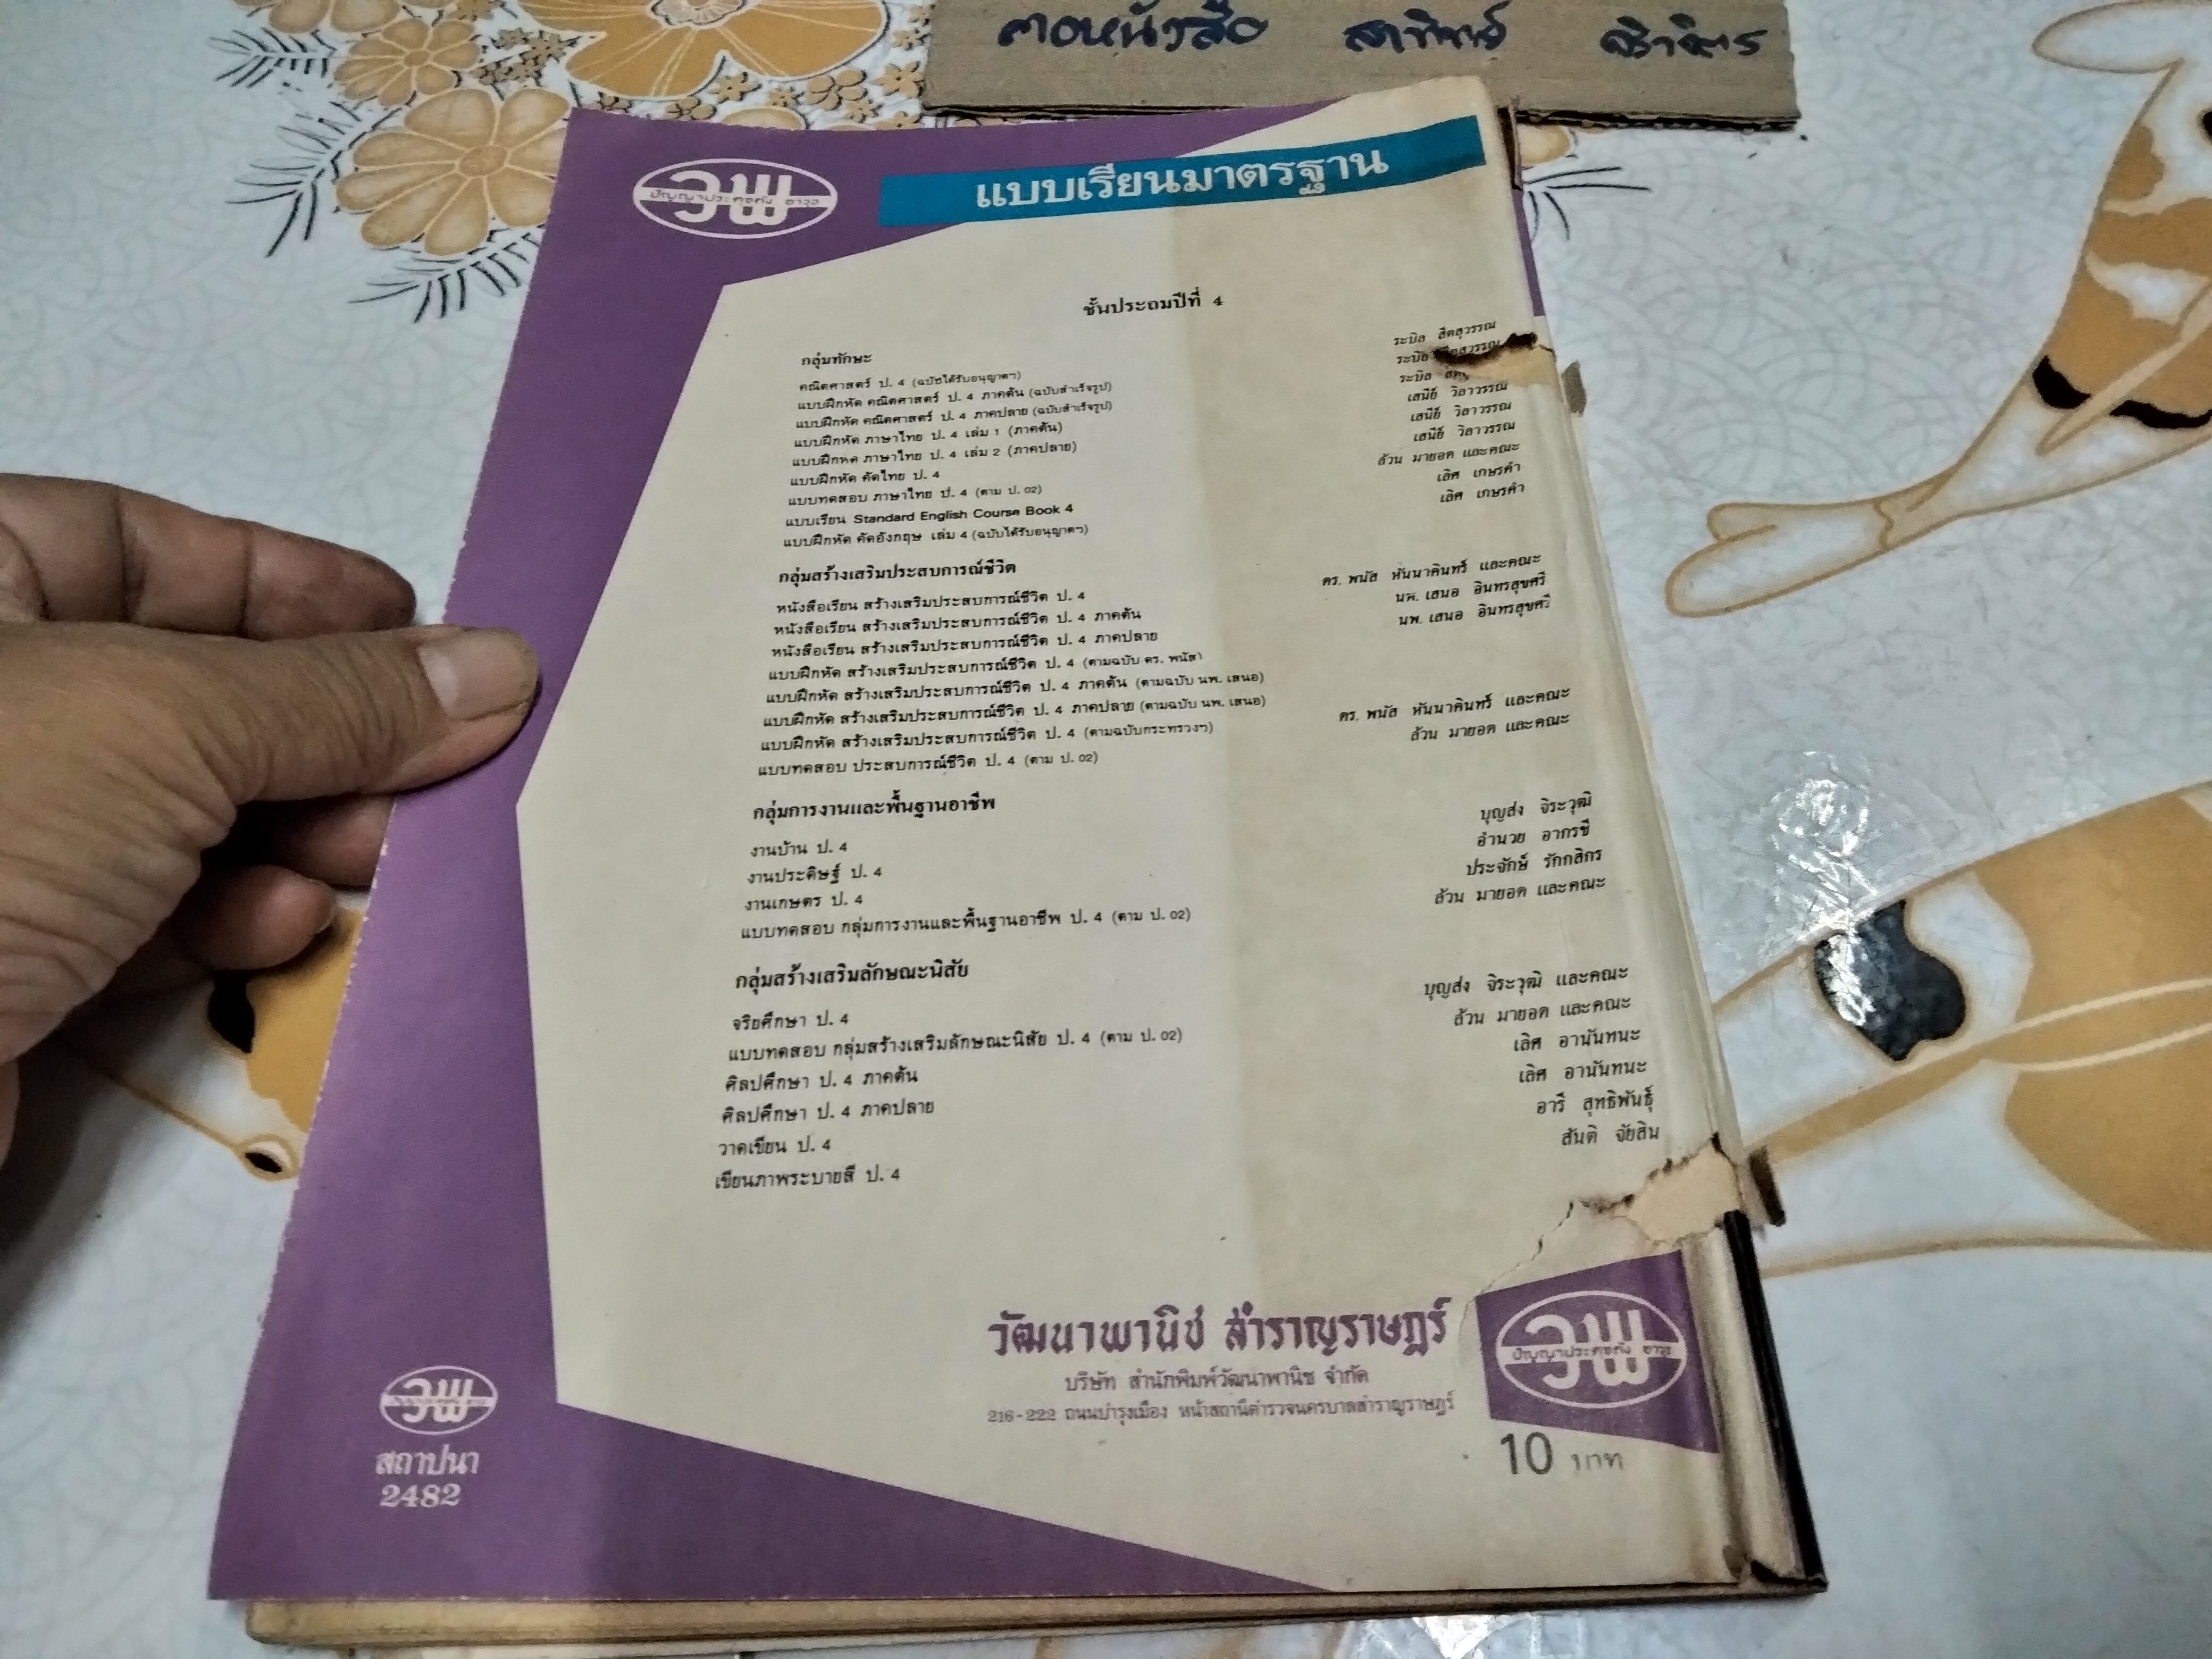 ฅอหนังสือ
วพ
ปัญญาประดุจดัง อาวุธ
แบบเรียนมาตรฐาน
ชั้นประถมปีที่ 4
กลุ่มทักษะ
คณิตศาสตร์ ป. 4 (ฉบับได้รับอนุญาตฯ) ระบิล สีตสุวรรณ
แบบฝึกหัด คณิตศาสตร์ ป. 4 ภาคต้น (ฉบับสำเร็จรูป) ระบิล สีตสุวรรณ
แบบฝึกหัด คณิตศาสตร์ ป. 4 ภาคปลาย (ฉบับสำเร็จรูป) ระบิล
แบบฝึกหัด ภาษาไทย ป. 4 เล่ม 1 (ภาคต้น) เสนีย์ วิลาวรรณ
แบบฝึกหัด ภาษาไทย ป. 4 เล่ม 2 (ภาคปลาย) เสนีย์ วิลาวรรณ
แบบฝึกหัด คัดไทย ป. 4 เสนีย์ วิลาวรรณ
แบบทดสอบ ภาษาไทย ป. 4 (ตาม ป. 02) ล้วน มายอด และคณะ
แบบเรียน Standard English Course Book 4 เลิศ เกษรคำ
แบบฝึกหัด คัดอังกฤษ เล่ม 4 (ฉบับได้รับอนุญาตฯ) เลิศ เกษรคำ
กลุ่มสร้างเสริมประสบการณ์ชีวิต
หนังสือเรียน สร้างเสริมประสบการณ์ชีวิต ป. 4 ดร. พนัส หันนาคินทร์ และคณะ
หนังสือเรียน สร้างเสริมประสบการณ์ชีวิต ป. 4 ภาคต้น นพ. เสนอ อินทรสุขศรี
หนังสือเรียน สร้างเสริมประสบการณ์ชีวิต ป. 4 ภาคปลาย นพ. เสนอ อินทรสุขศรี
แบบฝึกหัด สร้างเสริมประสบการณ์ชีวิต ป. 4 (ตามฉบับ ดร. พนัส)
แบบฝึกหัด สร้างเสริมประสบการณ์ชีวิต ป. 4 ภาคต้น (ตามฉบับ นพ. เสนอ)
แบบฝึกหัด สร้างเสริมประสบการณ์ชีวิต ป. 4 ภาคปลาย (ตามฉบับ นพ. เสนอ)
แบบฝึกหัด สร้างเสริมประสบการณ์ชีวิต ป. 4 (ตามฉบับกระทรวงฯ) ดร. พนัส หันนาคินทร์ และคณะ
แบบทดสอบ ประสบการณ์ชีวิต ป. 4 (ตาม ป. 02) ล้วน มายอด และคณะ
กลุ่มการงานและพื้นฐานอาชีพ
งานบ้าน ป. 4 บุญส่ง จิระวุฒิ
งานประดิษฐ์ ป. 4 อำนวย อากรชี
งานเกษตร ป. 4 ประจักษ์ รักกสิกร
แบบทดสอบ กลุ่มการงานและพื้นฐานอาชีพ ป. 4 (ตาม ป. 02) ล้วน มายอด และคณะ
กลุ่มสร้างเสริมลักษณะนิสัย
จริยศึกษา ป. 4 บุญส่ง จิระวุฒิ และคณะ
แบบทดสอบ กลุ่มสร้างเสริมลักษณะนิสัย ป. 4 (ตาม ป. 02) ล้วน มายอด และคณะ
ศิลปศึกษา ป. 4 ภาคต้น เลิศ อานันทนะ
ศิลปศึกษา ป. 4 ภาคปลาย เลิศ อานันทนะ
วาดเขียน ป. 4 อารี สุทธิพันธุ์
เขียนภาพระบายสี ป. 4 สันติ จัยสิน
วัฒนาพานิช สำราญราษฎร์
บริษัท สำนักพิมพ์วัฒนาพานิช จำกัด
216-222 ถนนบำรุงเมือง หน้าสถานีตำรวจนครบาลสำราญราษฎร์
วพ
ปัญญาประดุจดัง อาวุธ
10 บาท
วพ
สถาปนา
2482